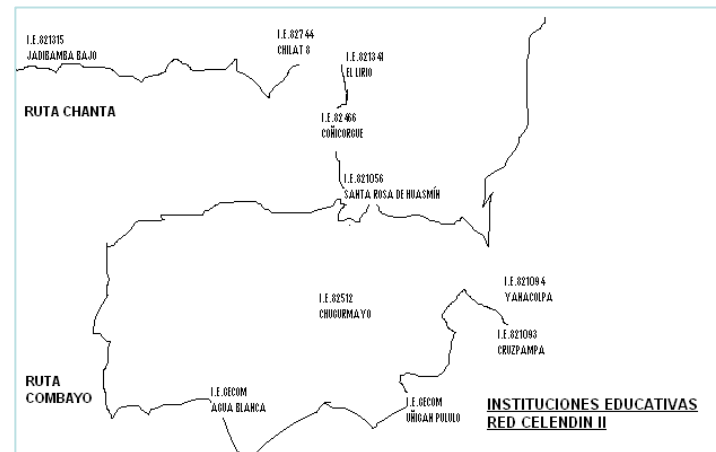 I.E.821315
JADIBAMBA BAJO
I.E.82744
CHILAT 8
I.E.821341
EL LIRIO
RUTA CHANTA
I.E.82466
COÑICORGUE
I.E.821056
SANTA ROSA DE HUASMÍN
I.E.82512
CHUGURMAYO
I.E.821094
YANACOLPA
I.E.821093
CRUZPAMPA
RUTA
COMBAYO
I.E.GECOM
AGUA BLANCA
I.E.GECOM
UÑIGAN PULULO
INSTITUCIONES EDUCATIVAS
RED CELENDIN II